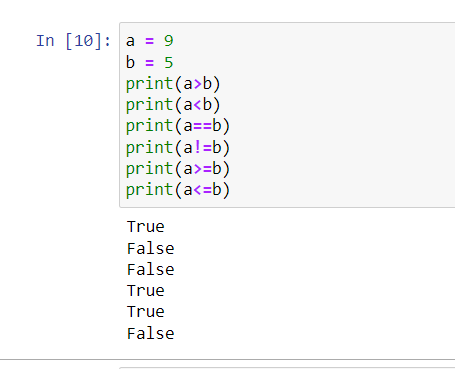 In [10]: a = 9
b = 5
print(a>b)
print(a<b)
print(a==b)
print(a!=b)
print(a>=b)
print(a<=b)
True
False
False
True
True
False